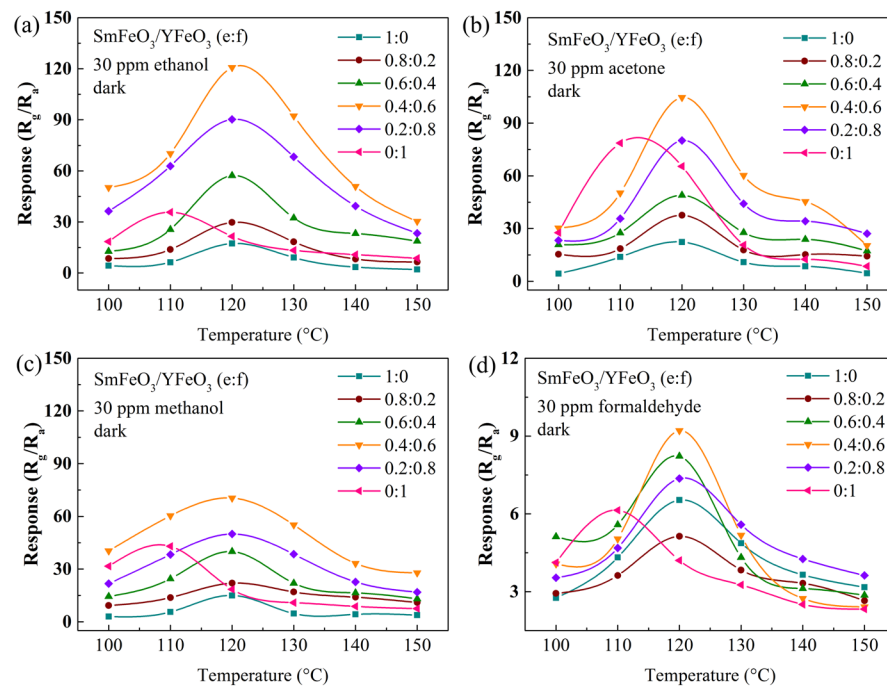 (a)
SmFeO₃/YFeO₃ (e:f)
30 ppm ethanol
dark
1:0
0.8:0.2
0.6:0.4
0.4:0.6
0.2:0.8
0:1
150
120
90
60
30
0
Response (Rg/Ra)
100 110 120 130 140 150
Temperature (°C)
(b)
SmFeO₃/YFeO₃ (e:f)
30 ppm acetone
dark
1:0
0.8:0.2
0.6:0.4
0.4:0.6
0.2:0.8
0:1
150
120
90
60
30
0
Response (Rg/Ra)
100 110 120 130 140 150
Temperature (°C)
(c)
SmFeO₃/YFeO₃ (e:f)
30 ppm methanol
dark
1:0
0.8:0.2
0.6:0.4
0.4:0.6
0.2:0.8
0:1
150
120
90
60
30
0
Response (Rg/Ra)
100 110 120 130 140 150
Temperature (°C)
(d)
SmFeO₃/YFeO₃ (e:f)
30 ppm formaldehyde
dark
1:0
0.8:0.2
0.6:0.4
0.4:0.6
0.2:0.8
0:1
12
9
6
3
Response (Rg/Ra)
100 110 120 130 140 150
Temperature (°C)